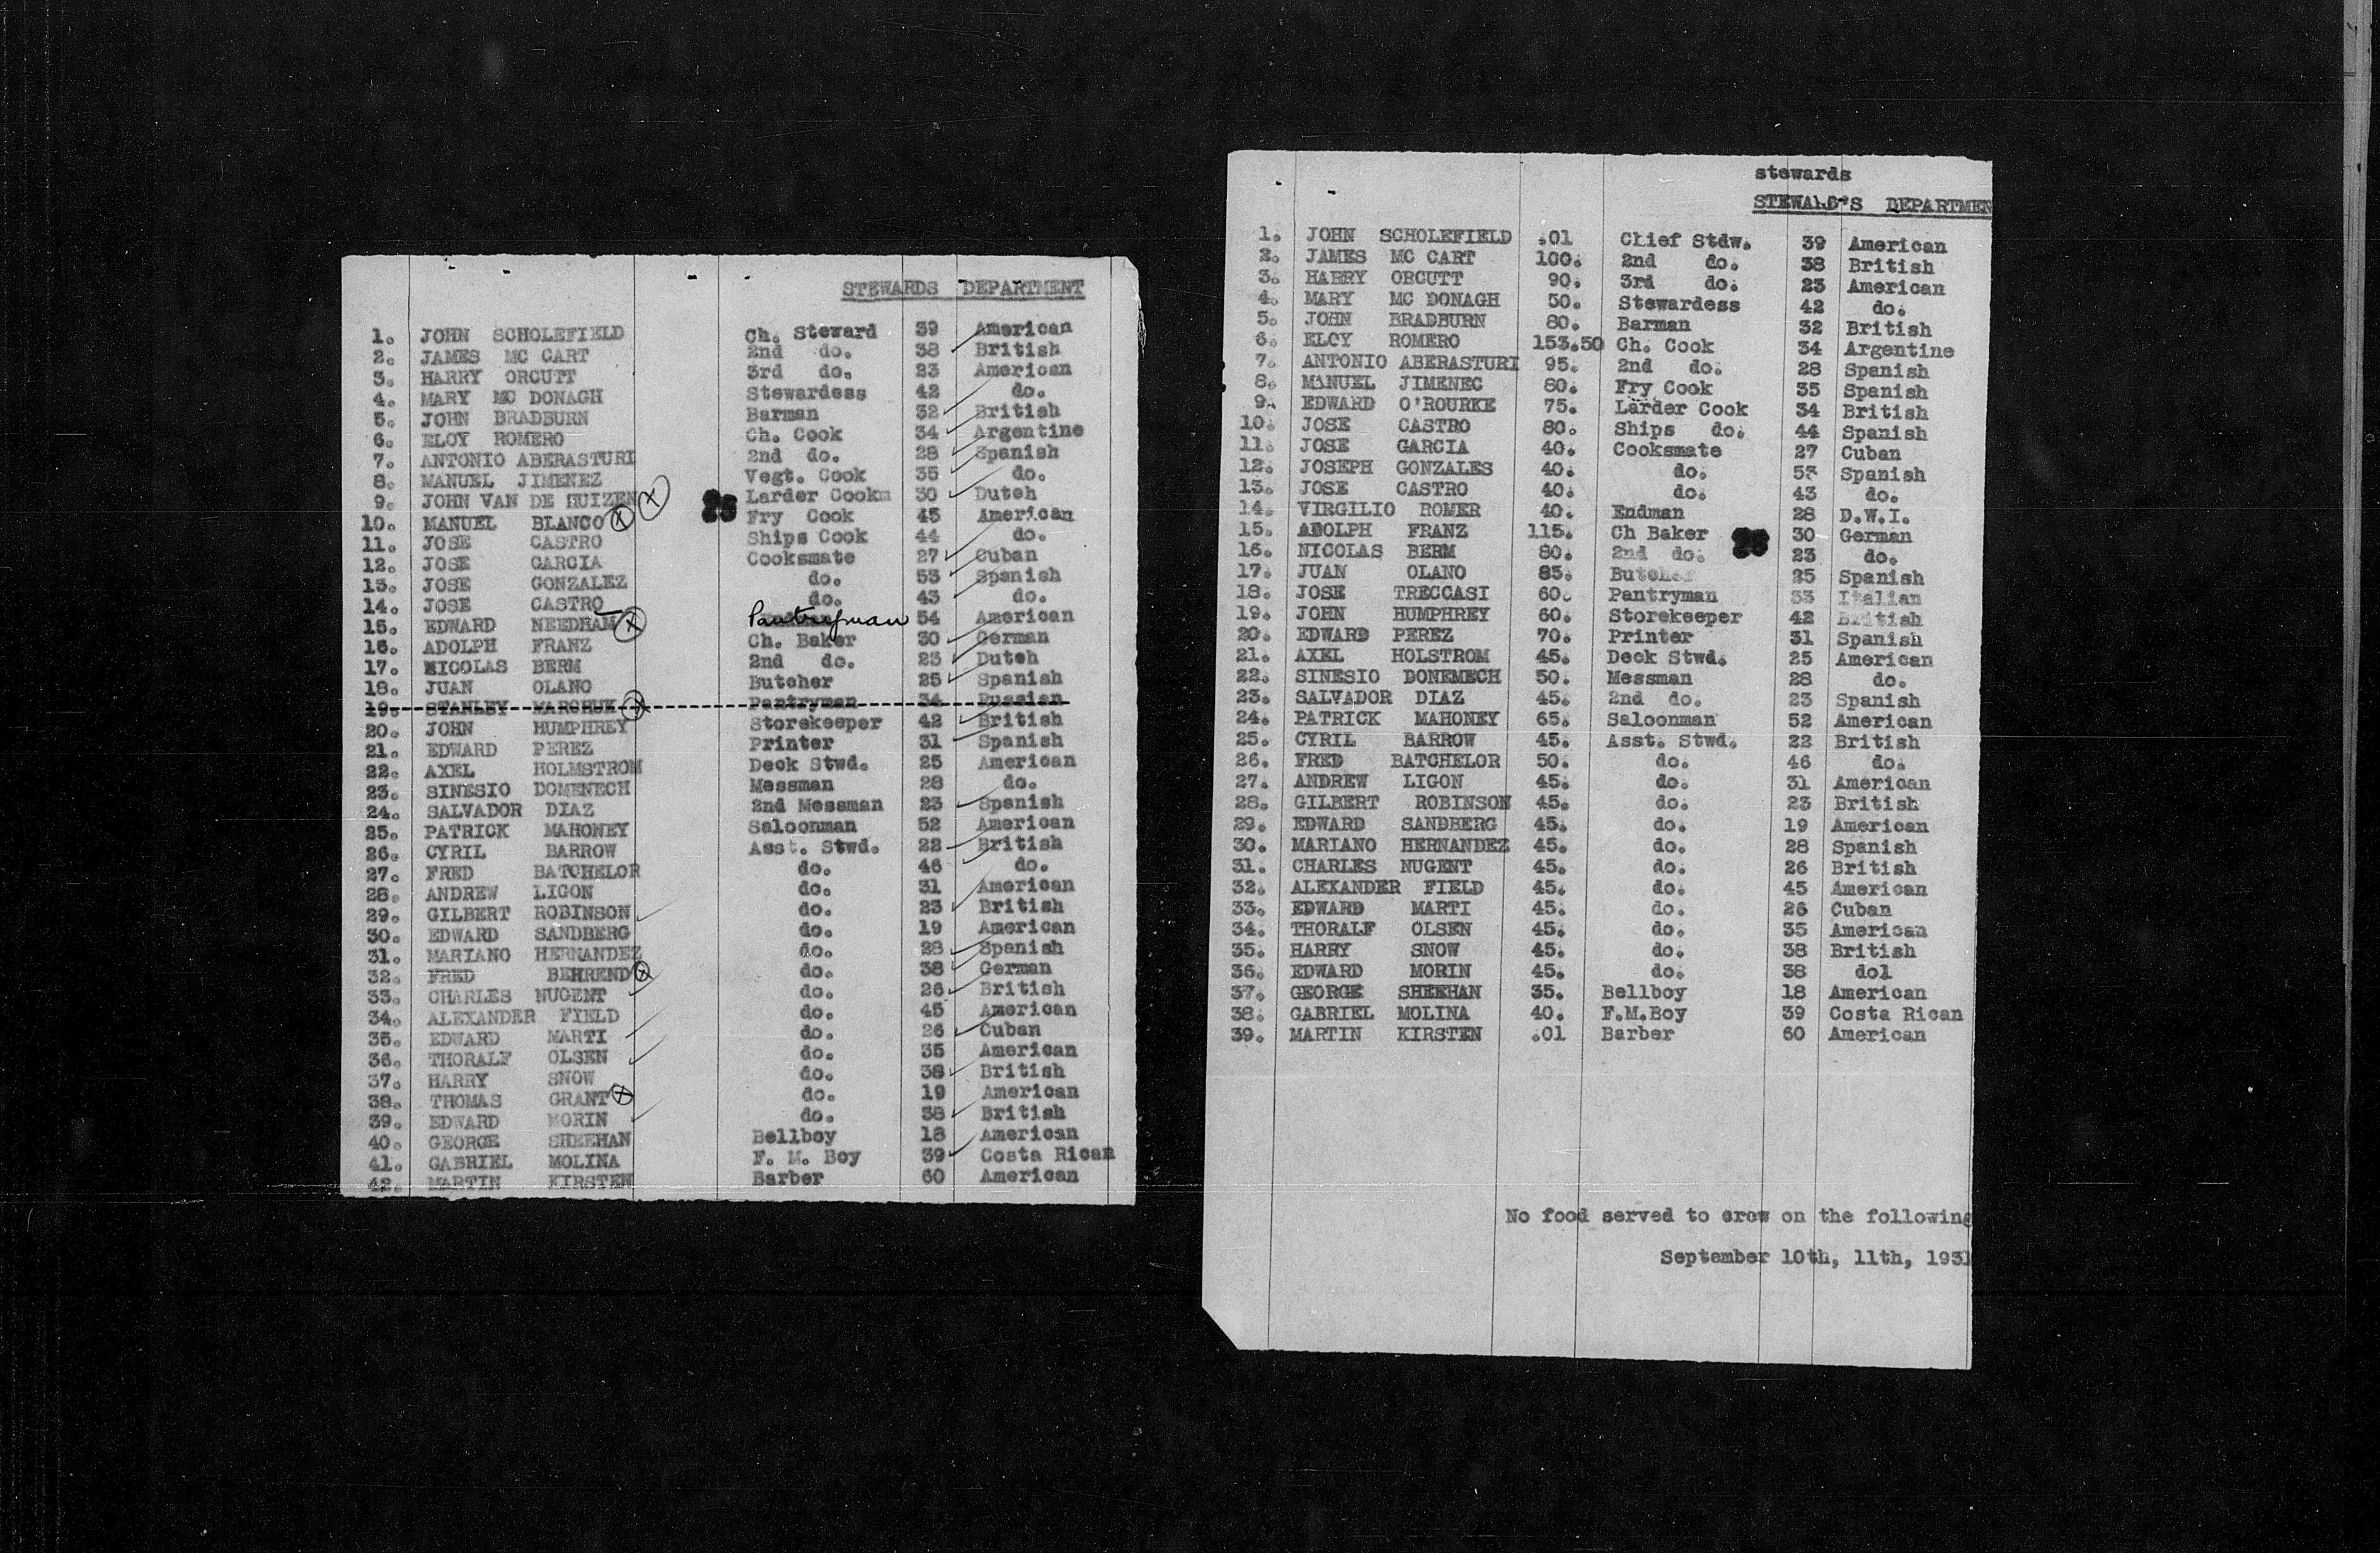 STEWARDS DEPARTMENT
1. JOHN SCHOLEFIELD Ch. Steward 39 American
2. JAMES MC CART 2nd do. 38 British
3. HARRY ORCUTT 3rd do. 23 American
4. MARY MC DONAGH Stewardess 42 do.
5. JOHN BRADBURN Barman 32 British
6. ELOY ROMERO Ch. Cook 34 Argentine
7. ANTONIO ABERASTURI 2nd do. 28 Spanish
8. MANUEL JIMENEZ Vegt. Cook 35 do.
9. JOHN VAN DE HUIZEN Larder Cookm 30 Dutch
10. MANUEL BLANCO Fry Cook 45 American
11. JOSE CASTRO Ships Cook 44 do.
12. JOSE GARCIA Cooksmate 27 Cuban
13. JOSE GONZALEZ do. 53 Spanish
14. JOSE CASTRO do. 43 do.
15. EDWARD NEEDHAM Pantryman 54 American
16. ADOLPH FRANZ Ch. Baker 30 German
17. NICOLAS BERM 2nd do. 23 Dutch
18. JUAN OLANO Butcher 25 Spanish
19. STANLEY MARCHUK Pantryman 34 Russian
20. JOHN HUMPHREY Storekeeper 42 British
21. EDWARD PEREZ Printer 31 Spanish
22. AXEL HOLMSTROM Deck Stwd. 25 American
23. SINESIO DOMENECH Messman 28 do.
24. SALVADOR DIAZ 2nd Messman 23 Spanish
25. PATRICK MAHONEY Saloonman 52 American
26. CYRIL BARROW Asst. Stwd. 22 British
27. FRED BATCHELOR do. 46 do.
28. ANDREW LIGON do. 31 American
29. GILBERT ROBINSON do. 23 British
30. EDWARD SANDBERG do. 19 American
31. MARIANO HERNANDEZ do. 28 Spanish
32. FRED BEHREND do. 38 German
33. CHARLES NUGENT do. 26 British
34. ALEXANDER FIELD do. 45 American
35. EDWARD MARTI do. 26 Cuban
36. THORALF OLSEN do. 35 American
37. HARRY SNOW do. 38 British
38. THOMAS GRANT do. 19 American
39. EDWARD MORIN do. 38 British
40. GEORGE SHEEHAN Bellboy 18 American
41. GABRIEL MOLINA F. M. Boy 39 Costa Rican
42. MARTIN KIRSTEN Barber 60 American
stewards
STEWARD'S DEPARTMEN
1. JOHN SCHOLEFIELD .01 Chief Stdw. 39 American
2. JAMES MC CART 100. 2nd do. 38 British
3. HARRY ORCUTT 90. 3rd do. 23 American
4. MARY MC DONAGH 50. Stewardess 42 do.
5. JOHN BRADBURN 80. Barman 32 British
6. ELOY ROMERO 153.50 Ch. Cook 34 Argentine
7. ANTONIO ABERASTURI 95. 2nd do. 28 Spanish
8. MANUEL JIMENEC 80. Fry Cook 35 Spanish
9. EDWARD O'ROURKE 75. Larder Cook 34 British
10. JOSE CASTRO 80. Ships do. 44 Spanish
11. JOSE GARCIA 40. Cooksmate 27 Cuban
12. JOSEPH GONZALES 40. do. 53 Spanish
13. JOSE CASTRO 40. do. 43 do.
14. VIRGILIO ROMER 40. Endman 28 D.W.I.
15. ADOLPH FRANZ 115. Ch Baker 30 German
16. NICOLAS BERM 80. 2nd do. 23 do.
17. JUAN OLANO 85. Butcher 25 Spanish
18. JOSE TRECCASI 60. Pantryman 33 Italian
19. JOHN HUMPHREY 60. Storekeeper 42 British
20. EDWARD PEREZ 70. Printer 31 Spanish
21. AXEL HOLSTROM 45. Deck Stwd. 25 American
22. SINESIO DONEMECH 50. Messman 28 do.
23. SALVADOR DIAZ 45. 2nd do. 23 Spanish
24. PATRICK MAHONEY 65. Saloonman 52 American
25. CYRIL BARROW 45. Asst. Stwd. 22 British
26. FRED BATCHELOR 50. do. 46 do.
27. ANDREW LIGON 45. do. 31 American
28. GILBERT ROBINSON 45. do. 23 British
29. EDWARD SANDBERG 45. do. 19 American
30. MARIANO HERNANDEZ 45. do. 28 Spanish
31. CHARLES NUGENT 45. do. 26 British
32. ALEXANDER FIELD 45. do. 45 American
33. EDWARD MARTI 45. do. 26 Cuban
34. THORALF OLSEN 45. do. 35 American
35. HARRY SNOW 45. do. 38 British
36. EDWARD MORIN 45. do. 38 dol
37. GEORGE SHEEHAN 35. Bellboy 18 American
38. GABRIEL MOLINA 40. F.M.Boy 39 Costa Rican
39. MARTIN KIRSTEN .01 Barber 60 American
No food served to crew on the following
September 10th, 11th, 1931